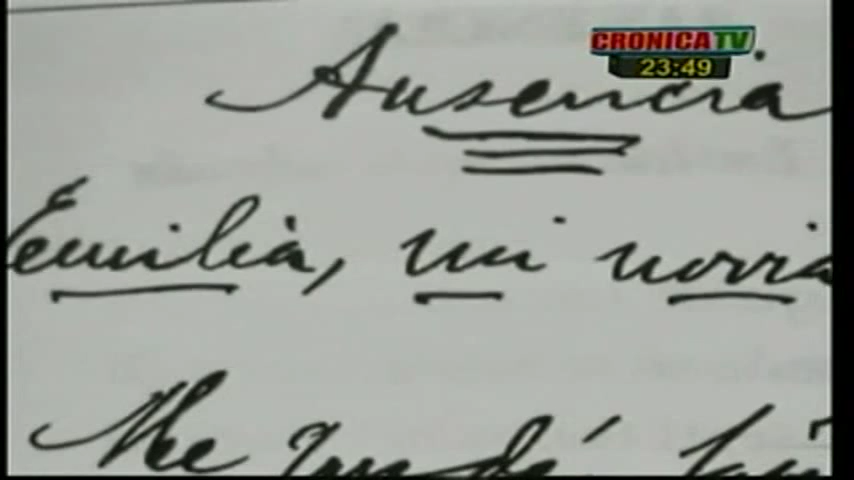 CRONICA TV
23:49
Ausencia
Emilia, mi novia
Me quedé